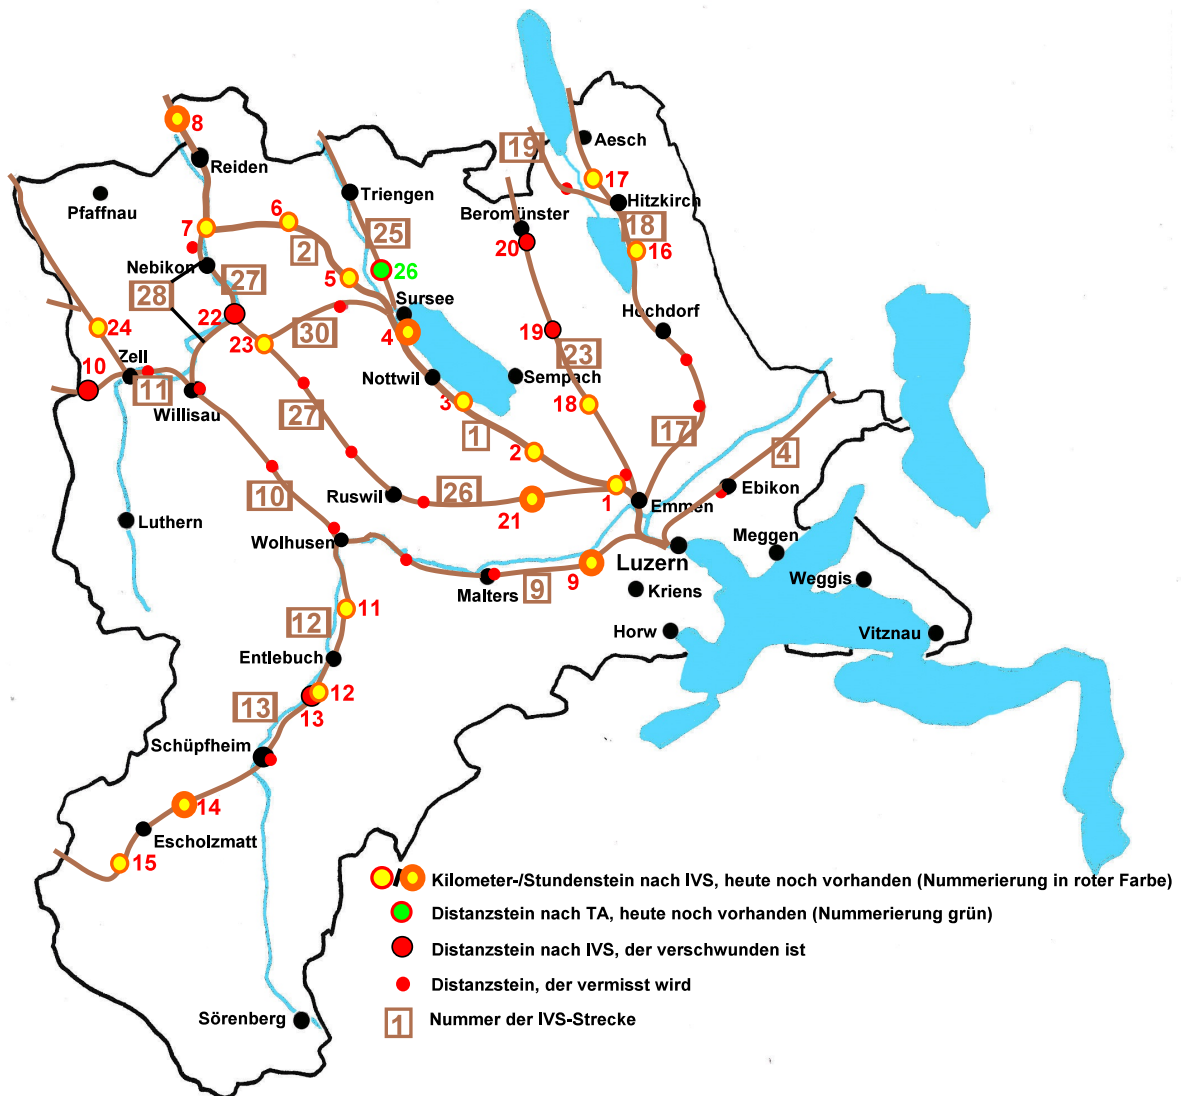 8
Reiden
Pfaffnau
Triengen
19
Aesch
17
Hitzkirch
Beromünster
20
18
16
7
6
2
25
26
5
Nebikon
27
28
22
Sursee
30
4
23
24
Zell
10
11
Willisau
Nottwil
3
1
Sempach
19
23
18
Hochdorf
17
4
27
2
Ruswil
26
21
1
Emmen
Ebikon
10
Luthern
Wolhusen
Malters
9
9
Luzern
Meggen
Kriens
Weggis
Horw
Vitznau
12
11
Entlebuch
12
13
13
Schüpfheim
14
Escholzmatt
15
Sörenberg
/ Kilometer-/Stundenstein nach IVS, heute noch vorhanden (Nummerierung in roter Farbe)
Distanzstein nach TA, heute noch vorhanden (Nummerierung grün)
Distanzstein nach IVS, der verschwunden ist
Distanzstein, der vermisst wird
1 Nummer der IVS-Strecke